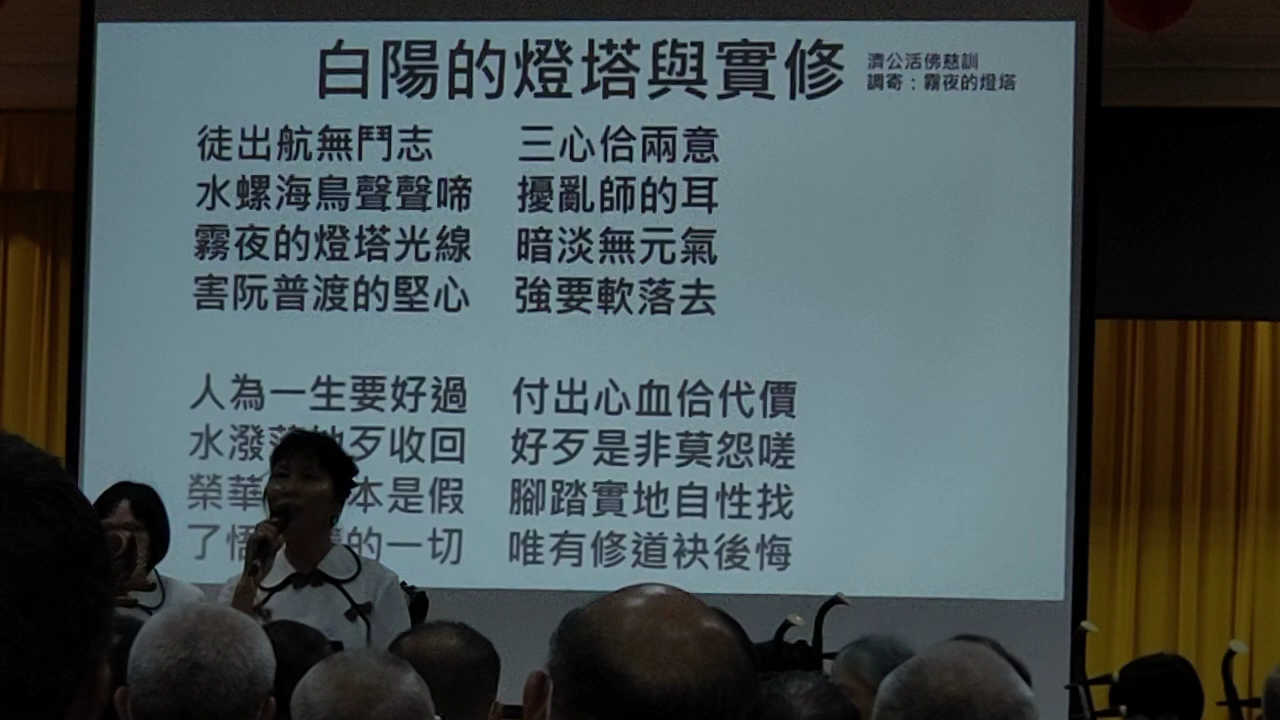 白陽的燈塔與實修
濟公活佛慈訓
調寄：霧夜的燈塔
徒出航無鬥志 三心佮兩意
水螺海鳥聲聲啼 擾亂師的耳
霧夜的燈塔光線 暗淡無元氣
害阮普渡的堅心 強要軟落去
人為一生要好過 付出心血佮代價
水潑落地歹收回 好歹是非莫怨嗟
榮華 本是假 腳踏實地自性找
了悟 的一切 唯有修道袂後悔